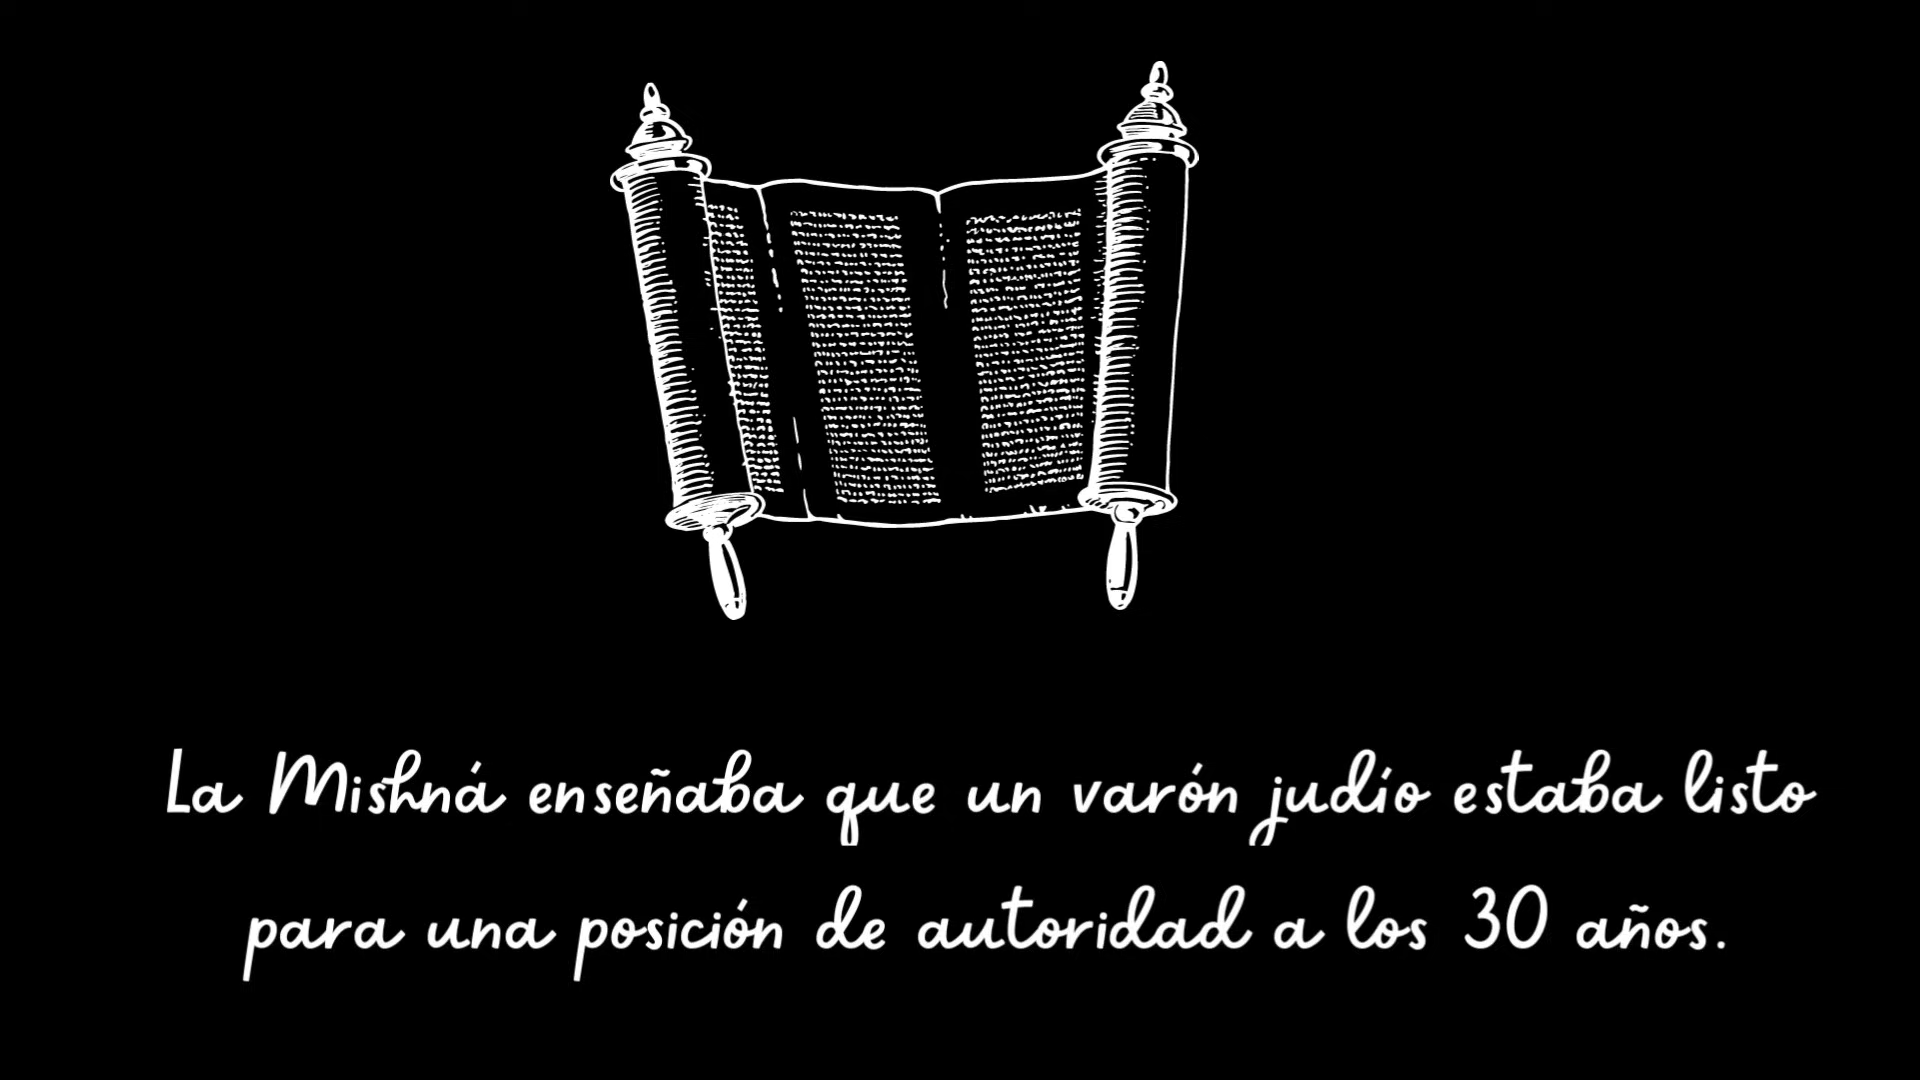 La Mishná enseñaba que un varón judío estaba listo
para una posición de autoridad a los 30 años.